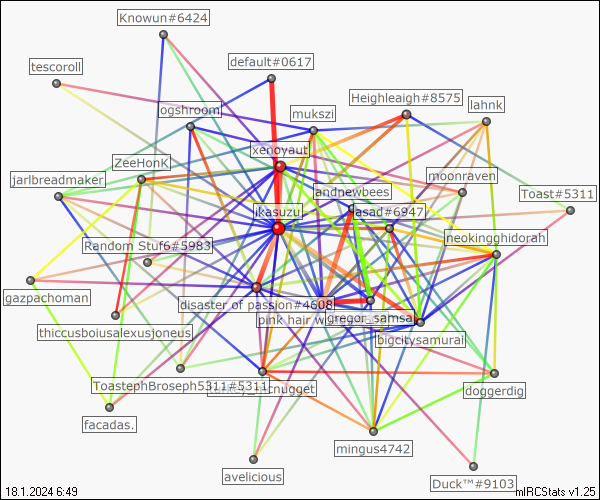 Knowun#6424
tescoroll
default#0617
Heighleaigh#8575
lahnk
ogshroom
mukszi
xenoyaut
ZeeHonK
jarlbreadmaker
moonraven
andnewbees
Toast#5311
ikasuzu
asad#6947
neokingghidorah
Random Stuf6#5983
gazpachoman
disaster of passion#4608
pink hair
gregor_samsa
thiccusboiusalexusjoneus
bigcitysamurai
ToastephBroseph5311#5311
doggerdig
facadas.
mingus4742
avelicious
Duck™#9103
18.1.2024 6:49
mIRCStats v1.25